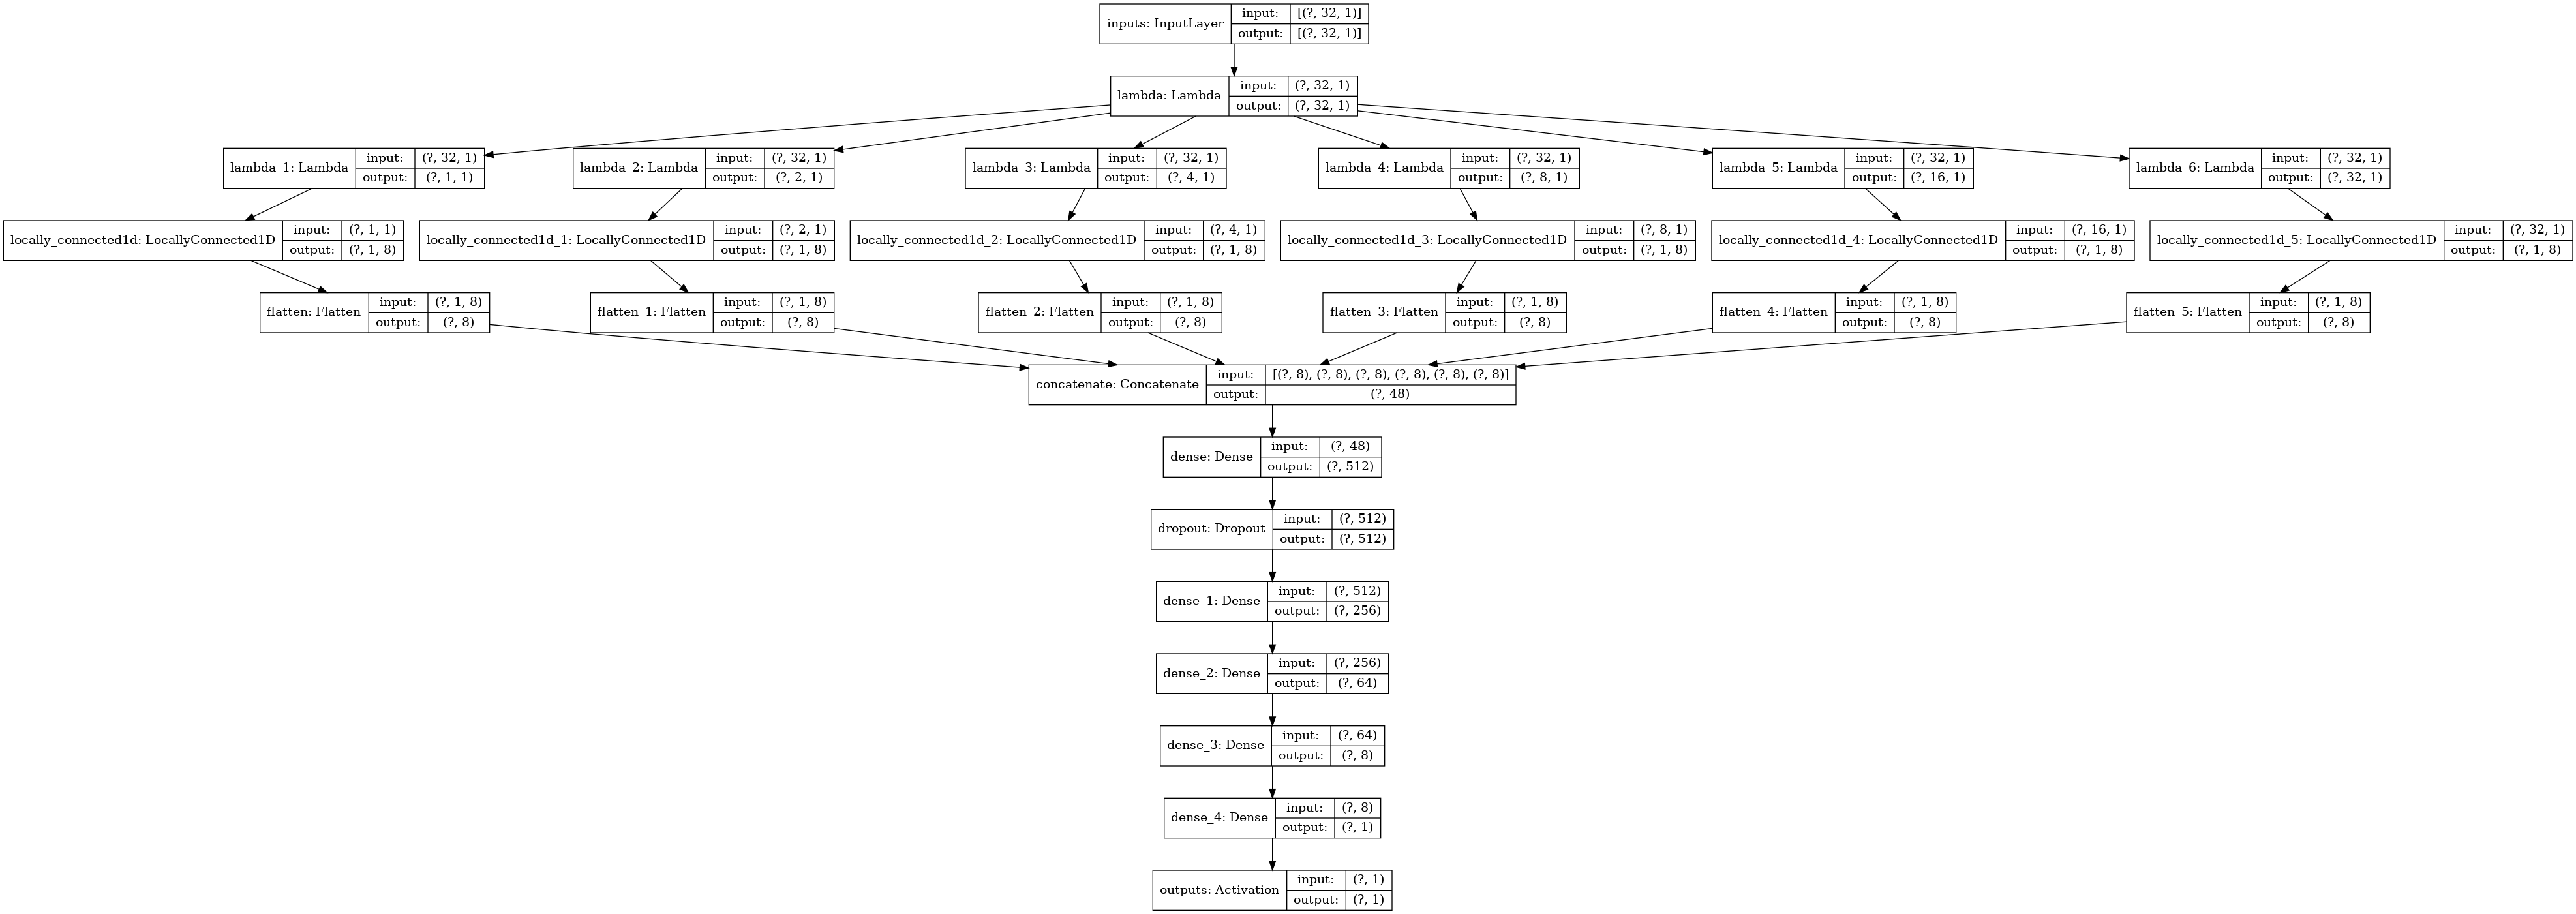 inputs: InputLayer input: [(?, 32, 1)]
output: [(?, 32, 1)]
lambda: Lambda input: (?, 32, 1)
output: (?, 32, 1)
lambda_1: Lambda input: (?, 32, 1)
output: (?, 1, 1)
lambda_2: Lambda input: (?, 32, 1)
output: (?, 2, 1)
lambda_3: Lambda input: (?, 32, 1)
output: (?, 4, 1)
lambda_4: Lambda input: (?, 32, 1)
output: (?, 8, 1)
lambda_5: Lambda input: (?, 32, 1)
output: (?, 16, 1)
lambda_6: Lambda input: (?, 32, 1)
output: (?, 32, 1)
locally_connected1d: LocallyConnected1D input: (?, 1, 1)
output: (?, 1, 8)
locally_connected1d_1: LocallyConnected1D input: (?, 2, 1)
output: (?, 1, 8)
locally_connected1d_2: LocallyConnected1D input: (?, 4, 1)
output: (?, 1, 8)
locally_connected1d_3: LocallyConnected1D input: (?, 8, 1)
output: (?, 1, 8)
locally_connected1d_4: LocallyConnected1D input: (?, 16, 1)
output: (?, 1, 8)
locally_connected1d_5: LocallyConnected1D input: (?, 32, 1)
output: (?, 1, 8)
flatten: Flatten input: (?, 1, 8)
output: (?, 8)
flatten_1: Flatten input: (?, 1, 8)
output: (?, 8)
flatten_2: Flatten input: (?, 1, 8)
output: (?, 8)
flatten_3: Flatten input: (?, 1, 8)
output: (?, 8)
flatten_4: Flatten input: (?, 1, 8)
output: (?, 8)
flatten_5: Flatten input: (?, 1, 8)
output: (?, 8)
concatenate: Concatenate input: [(?, 8), (?, 8), (?, 8), (?, 8), (?, 8), (?, 8)]
output: (?, 48)
dense: Dense input: (?, 48)
output: (?, 512)
dropout: Dropout input: (?, 512)
output: (?, 512)
dense_1: Dense input: (?, 512)
output: (?, 256)
dense_2: Dense input: (?, 256)
output: (?, 64)
dense_3: Dense input: (?, 64)
output: (?, 8)
dense_4: Dense input: (?, 8)
output: (?, 1)
outputs: Activation input: (?, 1)
output: (?, 1)